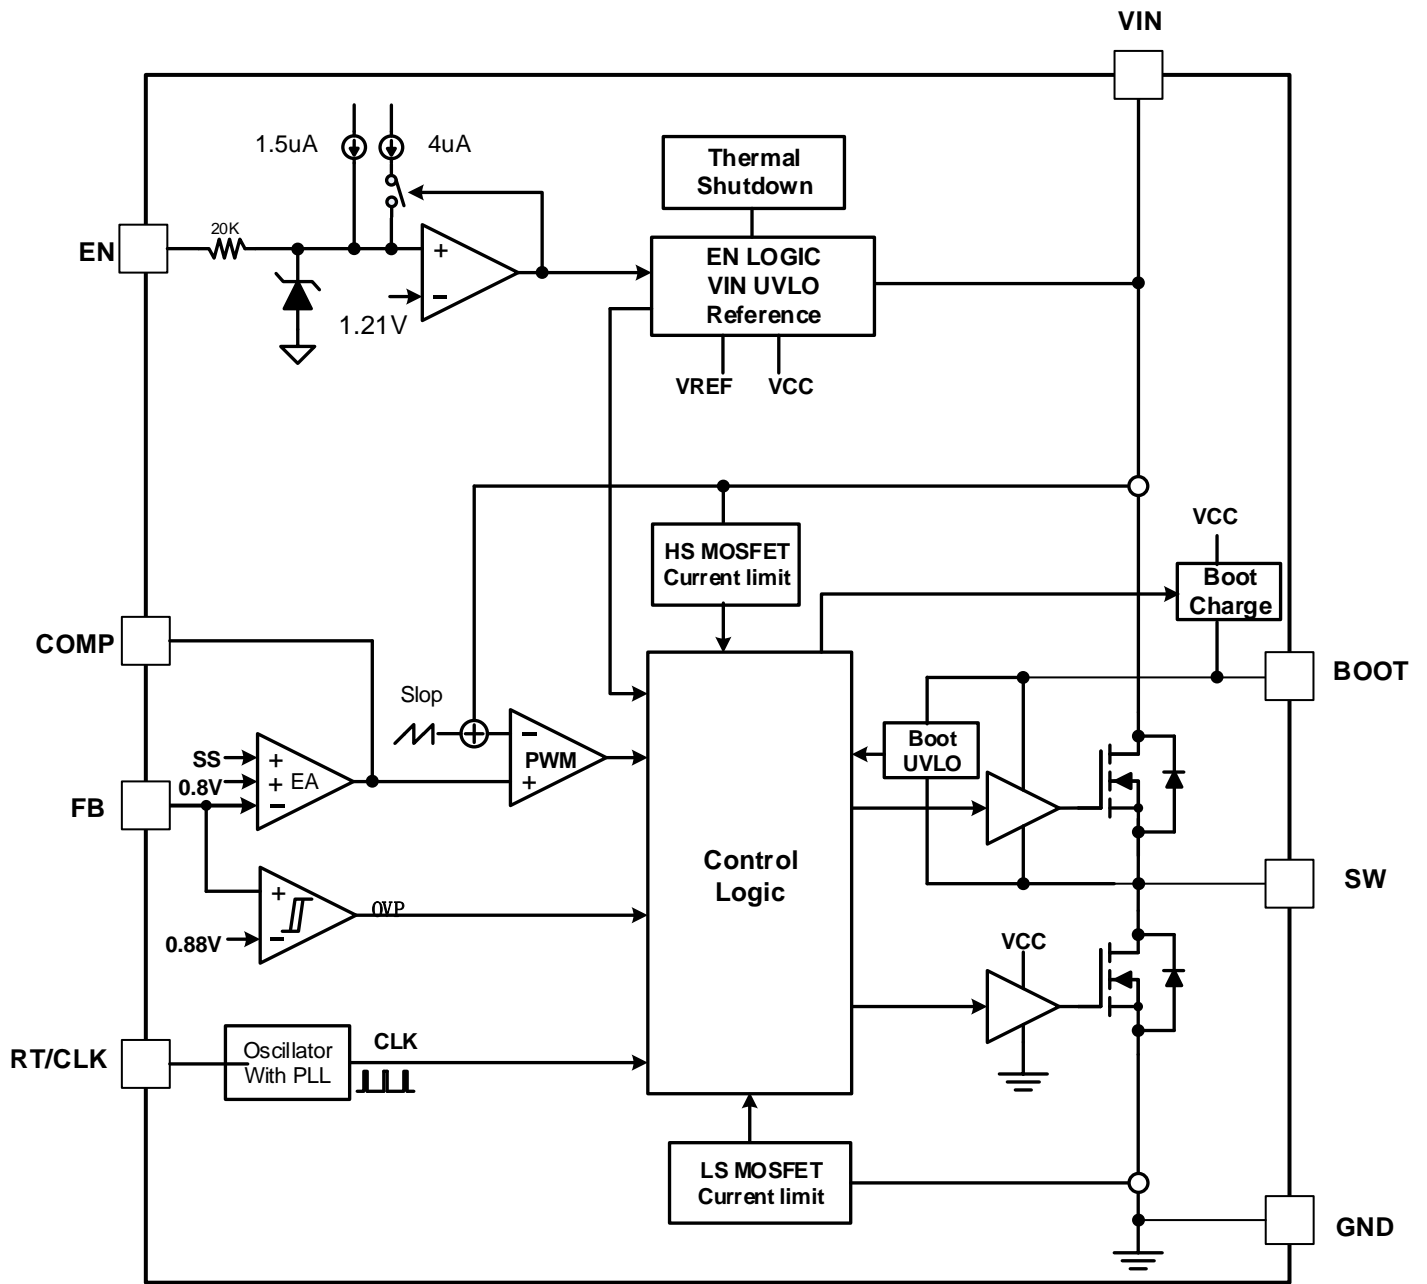 VIN
1.5uA
4uA
Thermal
Shutdown
20K
EN
+
−
1.21V
EN LOGIC
VIN UVLO
Reference
VREF
VCC
VCC
HS MOSFET
Current limit
Boot
Charge
COMP
BOOT
Slop
−
PWM
+
Boot
UVLO
SS
+
0.8V
+ EA
FB
−
Control
Logic
SW
+
OVP
0.88V
−
VCC
RT/CLK
Oscillator
With PLL
CLK
LS MOSFET
Current limit
GND